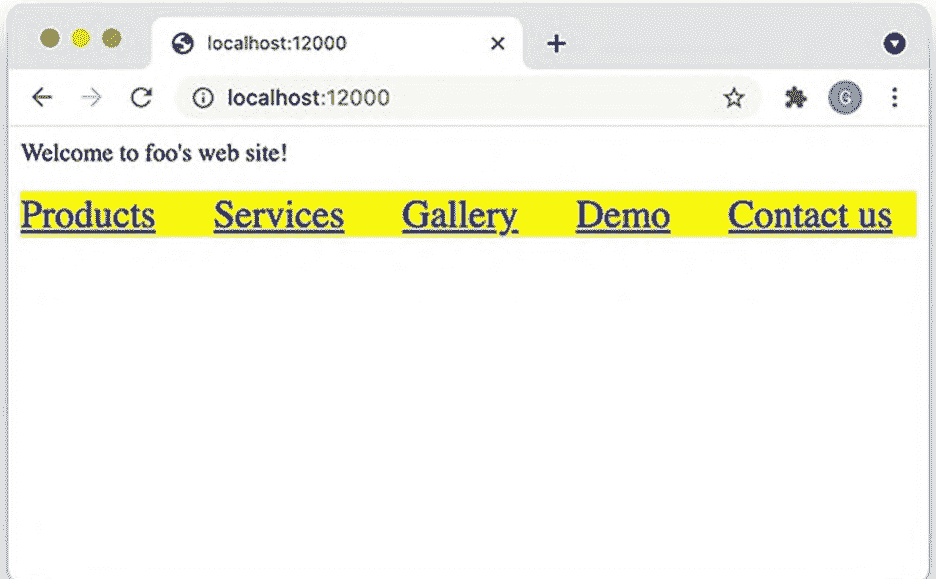 localhost:12000
localhost:12000
G
Welcome to foo's web site!
Products Services Gallery Demo Contact us